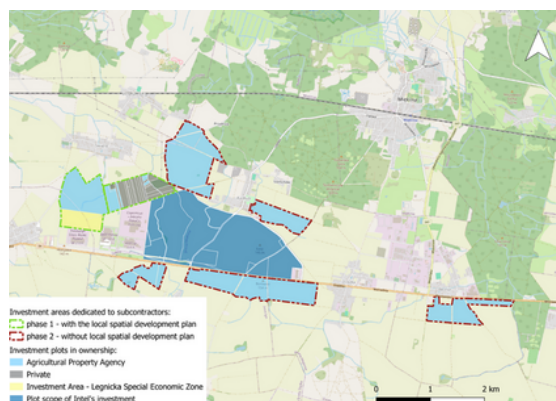 Miękinia
Investment areas dedicated to subcontractors:
phase 1 - with the local spatial development plan
phase 2 - without local spatial development plan
Investment plots in ownership:
Agricultural Property Agency
Private
Investment Area - Legnicka Special Economic Zone
Plot scope of Intel's investment
0 1 2 km